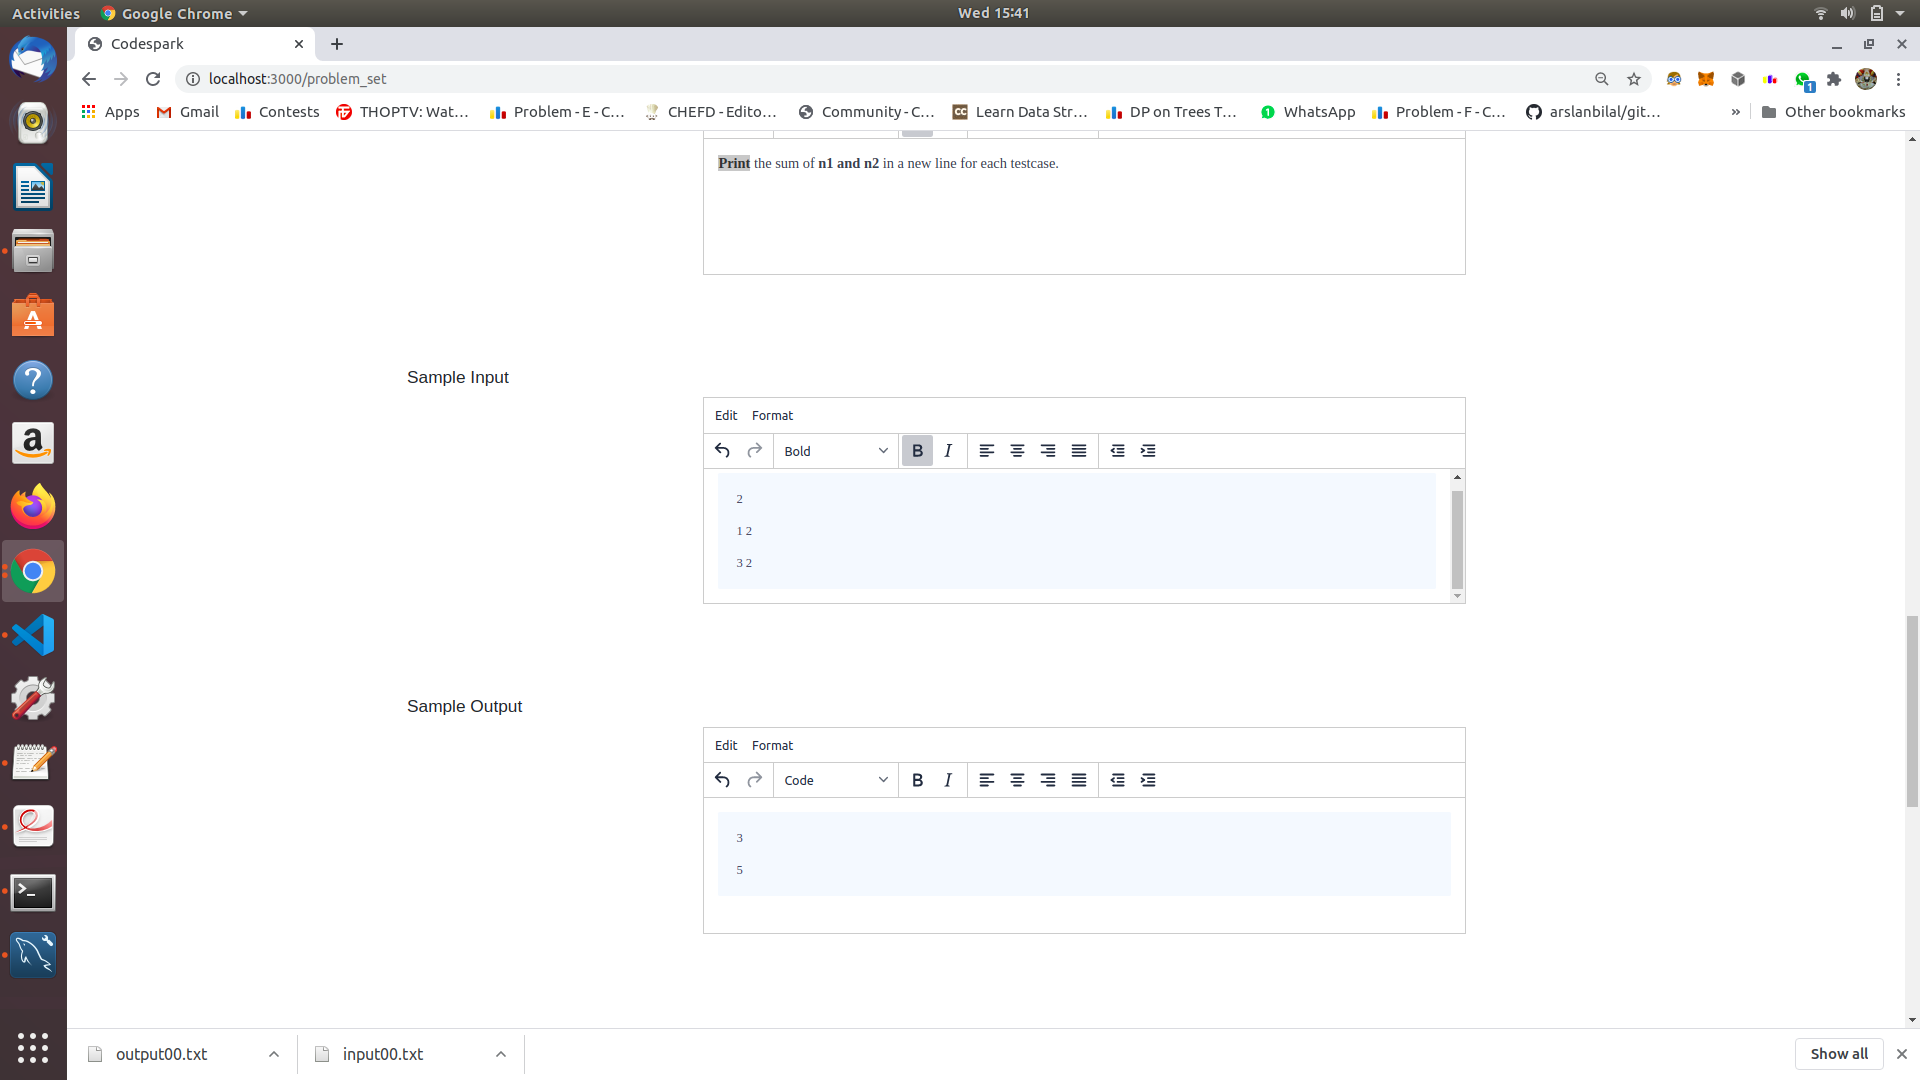 Activities Google Chrome Wed 15:41
Codespark
localhost:3000/problem_set
1
Apps Gmail Contests THOPTV: Wat… Problem - E - C… CHEFD - Edito… Community - C… Learn Data Str… DP on Trees T… WhatsApp Problem - F - C… arslanbilal/git… » Other bookmarks
Print the sum of n1 and n2 in a new line for each testcase.
Sample Input
Edit Format
Bold B I
2
1 2
3 2
Sample Output
Edit Format
Code B I
3
5
output00.txt input00.txt Show all